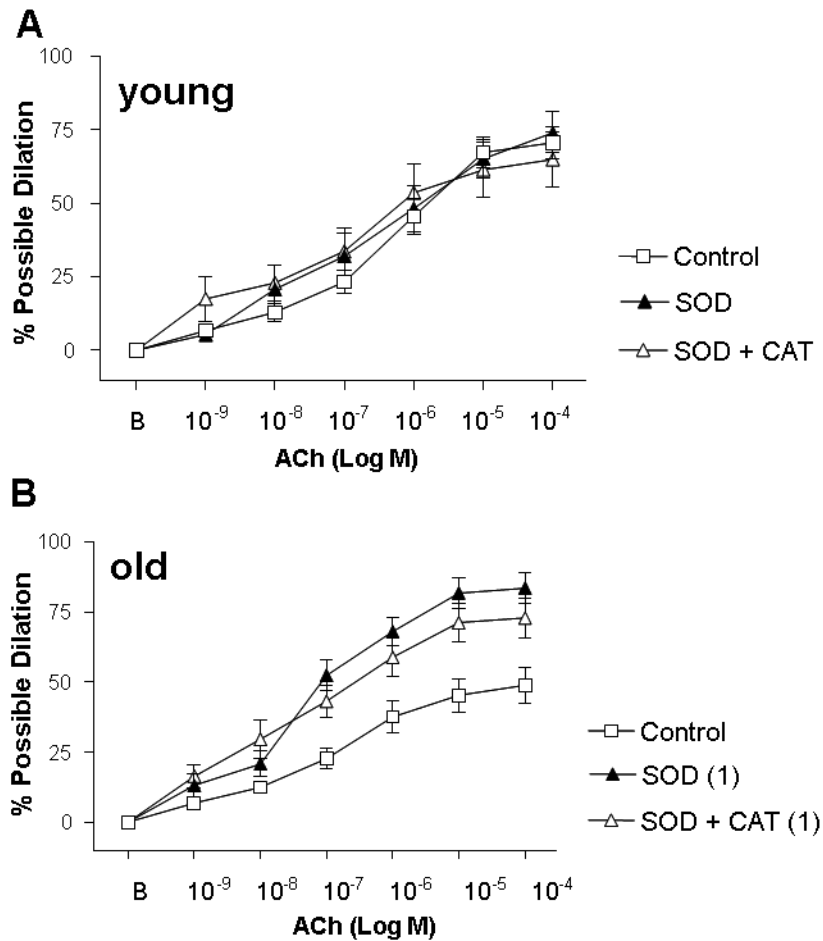 A
young
% Possible Dilation
100
75
50
25
0
B 10⁻⁹ 10⁻⁸ 10⁻⁷ 10⁻⁶ 10⁻⁵ 10⁻⁴
ACh (Log M)
Control
SOD
SOD + CAT
B
old
% Possible Dilation
100
75
50
25
0
B 10⁻⁹ 10⁻⁸ 10⁻⁷ 10⁻⁶ 10⁻⁵ 10⁻⁴
ACh (Log M)
Control
SOD (1)
SOD + CAT (1)